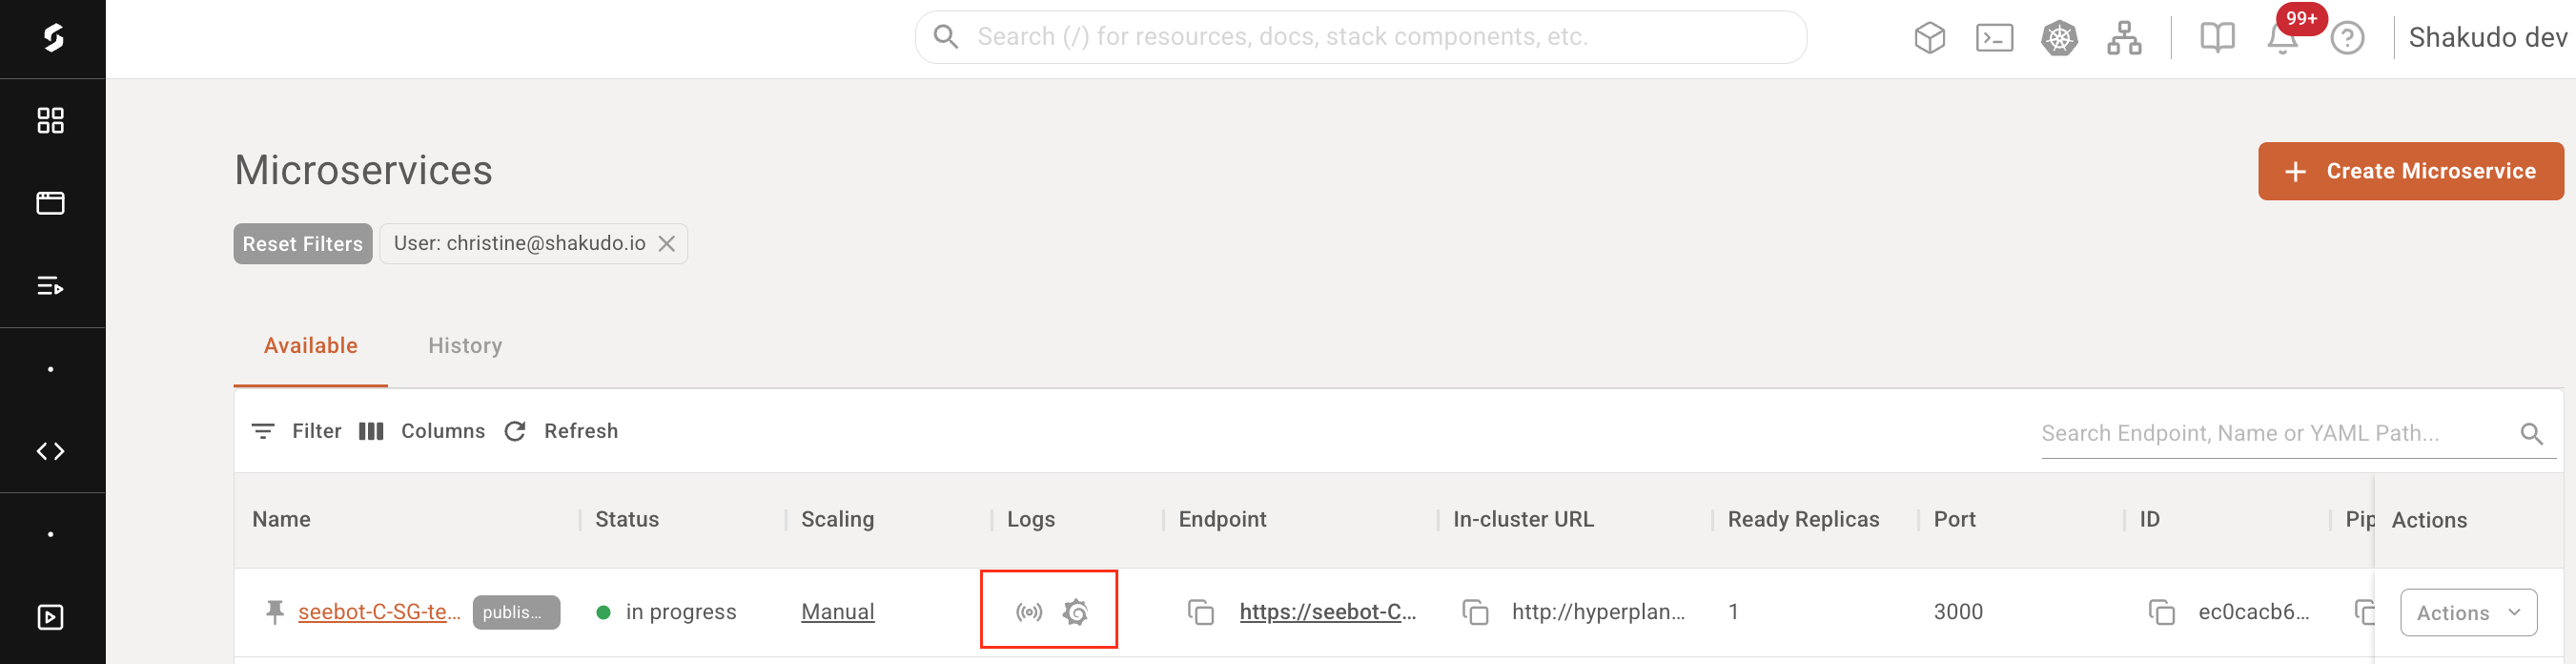 Search (/) for resources, docs, stack components, etc.
99+
Shakudo dev
Microservices
+ Create Microservice
Reset Filters
User: christine@shakudo.io
Available
History
Filter
Columns
Refresh
Search Endpoint, Name or YAML Path...
Name
Status
Scaling
Logs
Endpoint
In-cluster URL
Ready Replicas
Port
ID
Pip
Actions
seebot-C-SG-te...
publis...
in progress
Manual
https://seebot-C...
http://hyperplan...
1
3000
ec0cacb6...
Actions